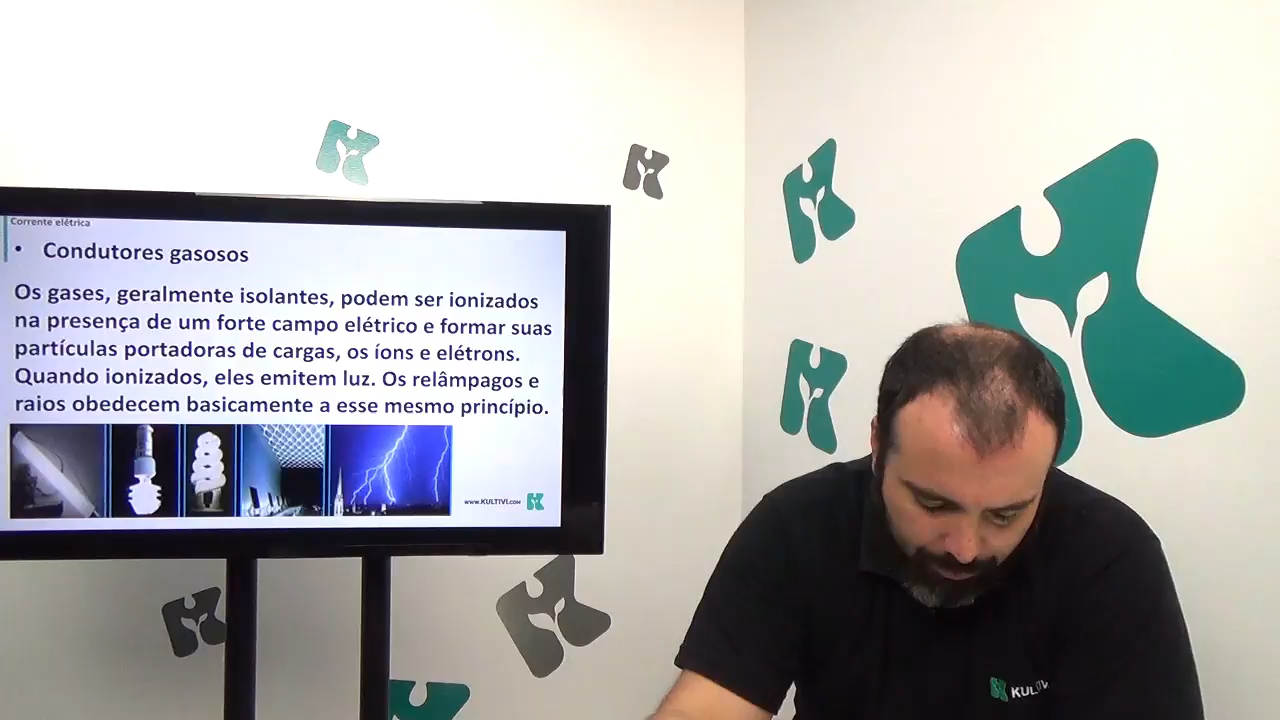 Corrente elétrica
• Condutores gasosos
Os gases, geralmente isolantes, podem ser ionizados
na presença de um forte campo elétrico e formar suas
partículas portadoras de cargas, os íons e elétrons.
Quando ionizados, eles emitem luz. Os relâmpagos e
raios obedecem basicamente a esse mesmo princípio.
www.KULTIVI.com
KULTIVI